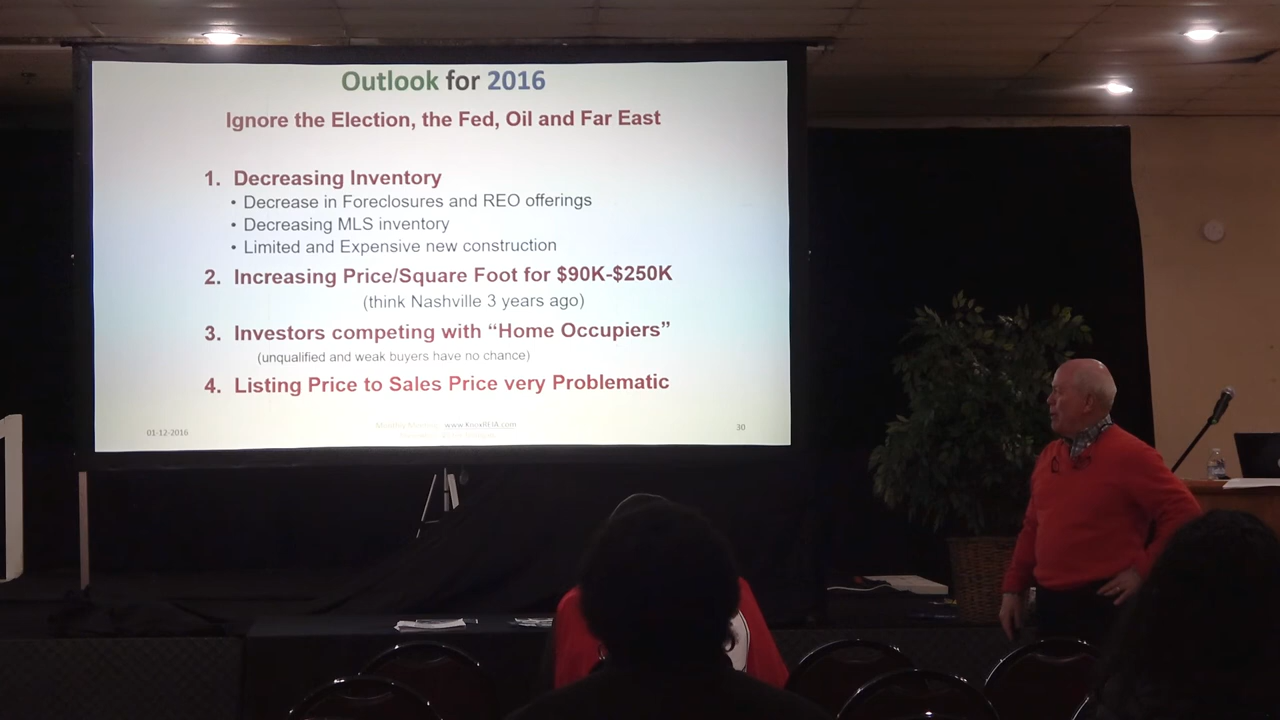 Outlook for 2016
Ignore the Election, the Fed, Oil and Far East
1. Decreasing Inventory
• Decrease in Foreclosures and REO offerings
• Decreasing MLS inventory
• Limited and Expensive new construction
2. Increasing Price/Square Foot for $90K-$250K
(think Nashville 3 years ago)
3. Investors competing with “Home Occupiers”
(unqualified and weak buyers have no chance)
4. Listing Price to Sales Price very Problematic
01-12-2016
www.KnoxREIA.com
30